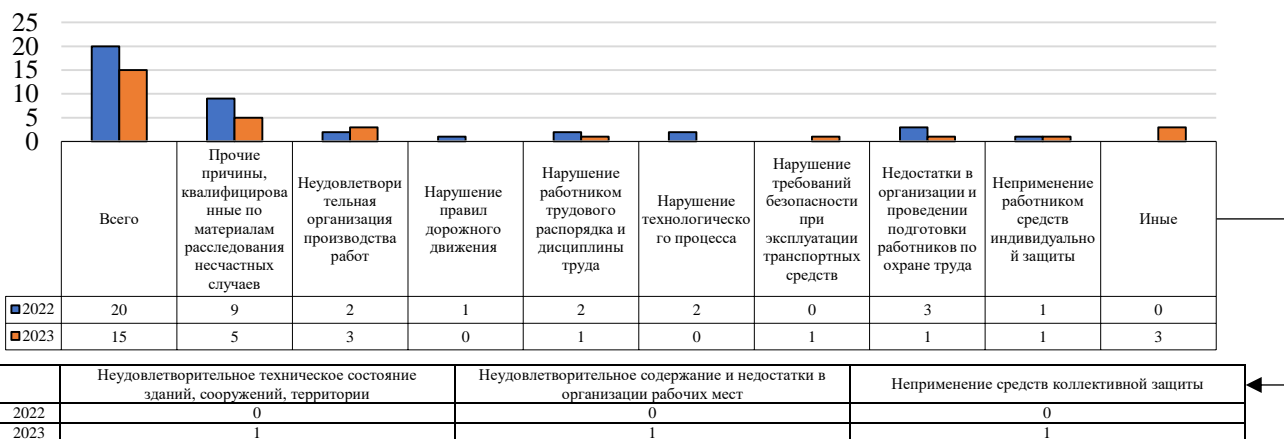 25
20
15
10
5
0
Всего
Прочие
причины,
квалифицирова
нные по
материалам
расследования
несчастных
случаев
Неудовлетвори
тельная
организация
производства
работ
Нарушение
правил
дорожного
движения
Нарушение
работником
трудового
распорядка и
дисциплины
труда
Нарушение
технологическо
го процесса
Нарушение
требований
безопасности
при
эксплуатации
транспортных
средств
Недостатки в
организации и
проведении
подготовки
работников по
охране труда
Неприменение
работником
средств
индивидуально
й защиты
Иные
2022 20 9 2 1 2 2 0 3 1 0
2023 15 5 3 0 1 0 1 1 1 3
Неудовлетворительное техническое состояние
зданий, сооружений, территории
Неудовлетворительное содержание и недостатки в
организации рабочих мест
Неприменение средств коллективной защиты
2022 0 0 0
2023 1 1 1